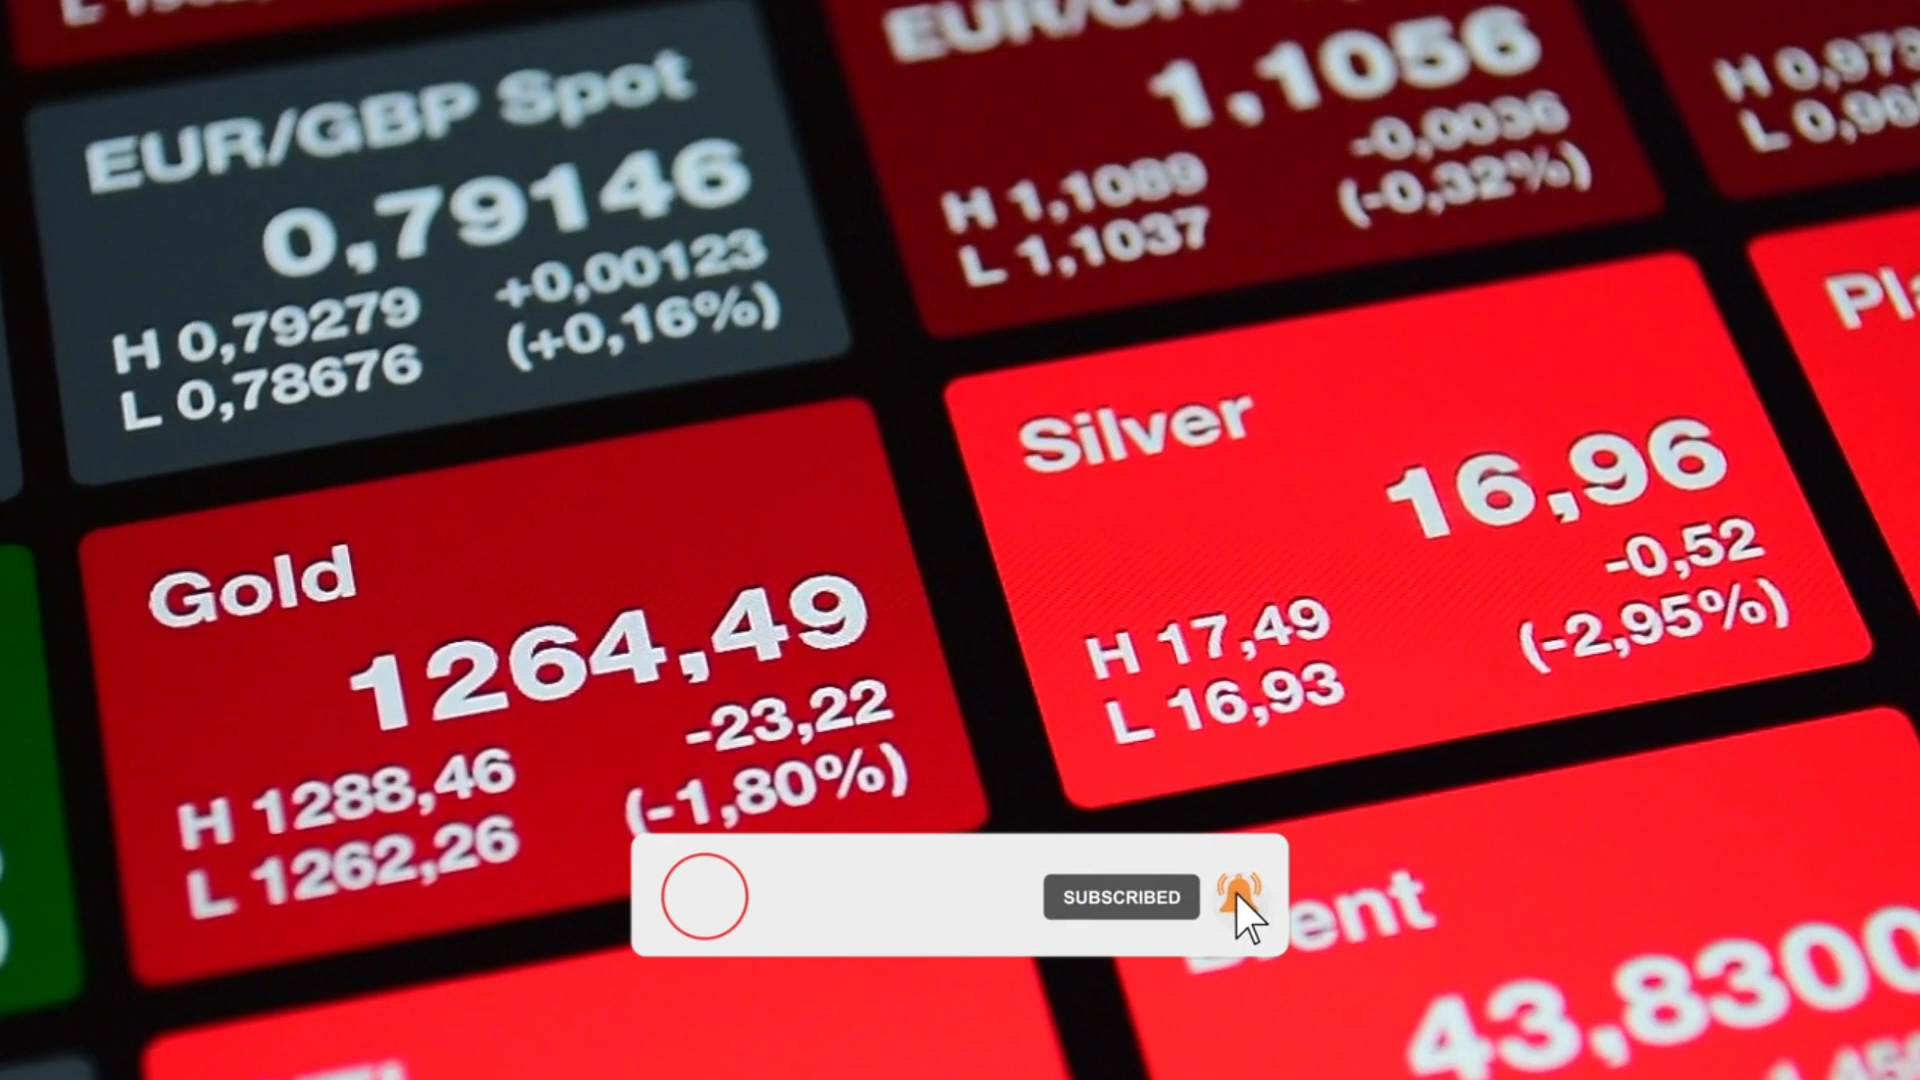 EUR/GBP Spot
0,79146
+0,00123
H 0,79279
(+0,16%)
L 0,78676
1,1056
-0,0036
H 1,1089
(-0,32%)
L 1,1037
Gold
1264,49
-23,22
H 1288,46
(-1,80%)
L 1262,26
Silver
16,96
-0,52
H 17,49
(-2,95%)
L 16,93
SUBSCRIBED